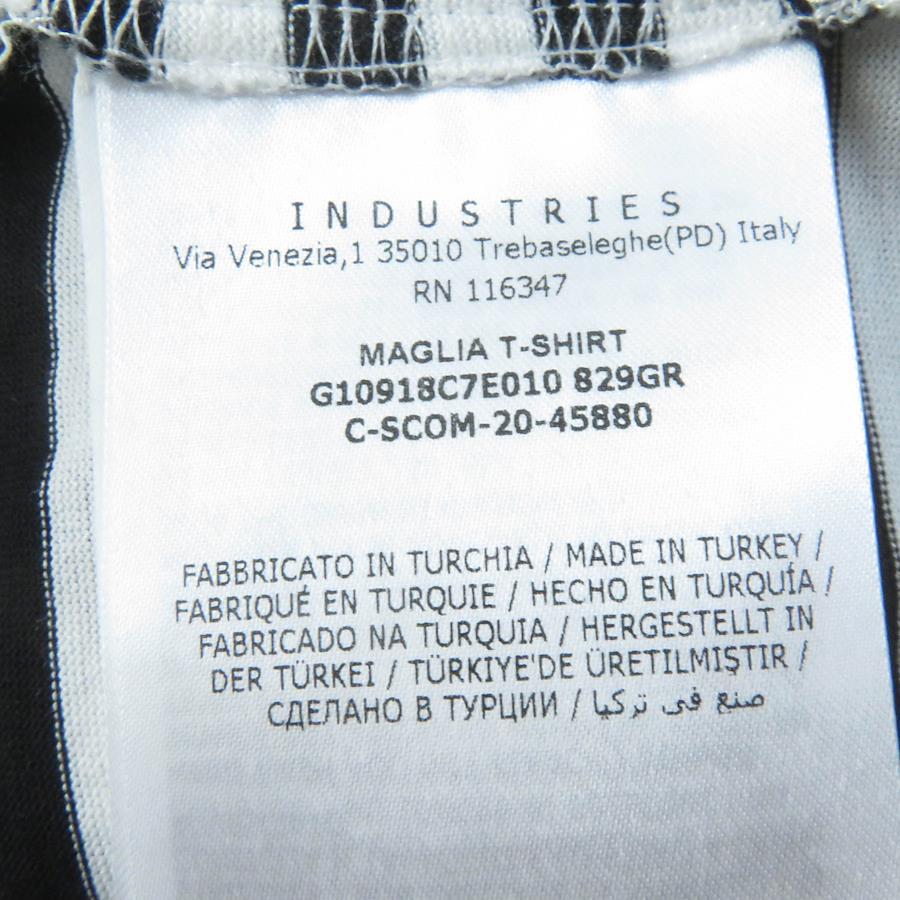 INDUSTRIES
Via Venezia,1 35010 Trebaseleghe(PD) Italy
RN 116347
MAGLIA T-SHIRT
G10918C7E010 829GR
C-SCOM-20-45880
FABBRICATO IN TURCHIA / MADE IN TURKEY /
FABRIQUÉ EN TURQUIE / HECHO EN TURQUÍA /
FABRICADO NA TURQUIA / HERGESTELLT IN
DER TÜRKEI / TÜRKIYE'DE ÜRETILMIŞTIR /
СДЕЛАНО В ТУРЦИИ / صنع في تركيا